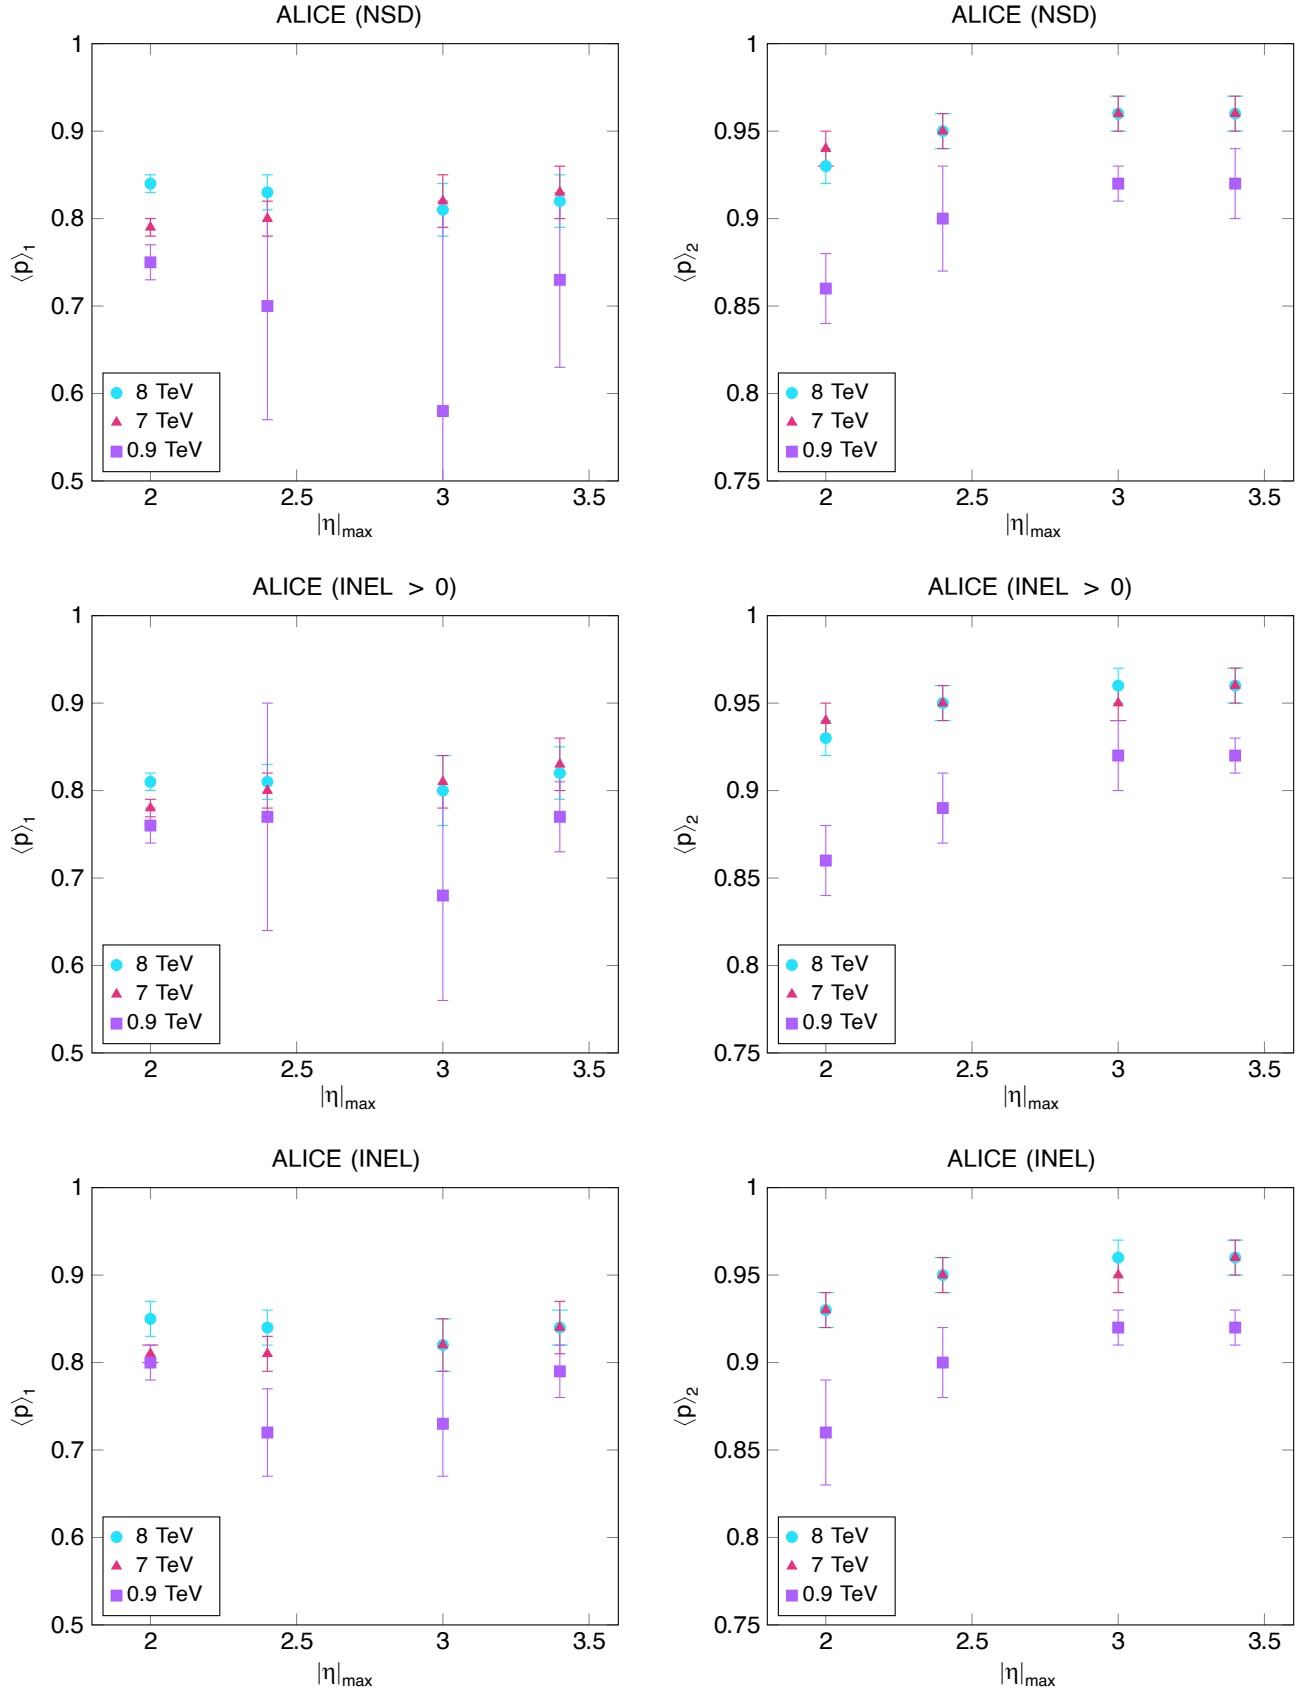 ALICE (NSD)
1
0.9
0.8
0.7
0.6
0.5
⟨p⟩1
8 TeV
7 TeV
0.9 TeV
2 2.5 3 3.5
|η|max
ALICE (NSD)
1
0.95
0.9
0.85
0.8
0.75
⟨p⟩2
8 TeV
7 TeV
0.9 TeV
2 2.5 3 3.5
|η|max
ALICE (INEL > 0)
1
0.9
0.8
0.7
0.6
0.5
⟨p⟩1
8 TeV
7 TeV
0.9 TeV
2 2.5 3 3.5
|η|max
ALICE (INEL > 0)
1
0.95
0.9
0.85
0.8
0.75
⟨p⟩2
8 TeV
7 TeV
0.9 TeV
2 2.5 3 3.5
|η|max
ALICE (INEL)
1
0.9
0.8
0.7
0.6
0.5
⟨p⟩1
8 TeV
7 TeV
0.9 TeV
2 2.5 3 3.5
|η|max
ALICE (INEL)
1
0.95
0.9
0.85
0.8
0.75
⟨p⟩2
8 TeV
7 TeV
0.9 TeV
2 2.5 3 3.5
|η|max